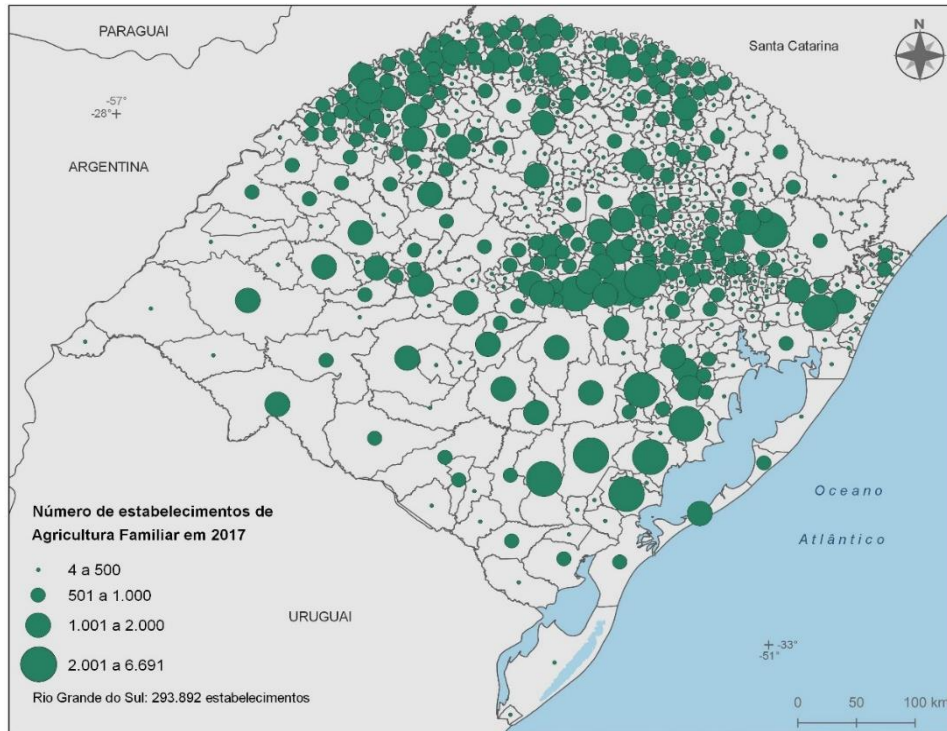 PARAGUAI
Santa Catarina
N
-57°
-28°
ARGENTINA
Oceano
Atlântico
Número de estabelecimentos de
Agricultura Familiar em 2017
4 a 500
501 a 1.000
1.001 a 2.000
2.001 a 6.691
Rio Grande do Sul: 293.892 estabelecimentos
URUGUAI
-33°
-51°
0 50 100 km